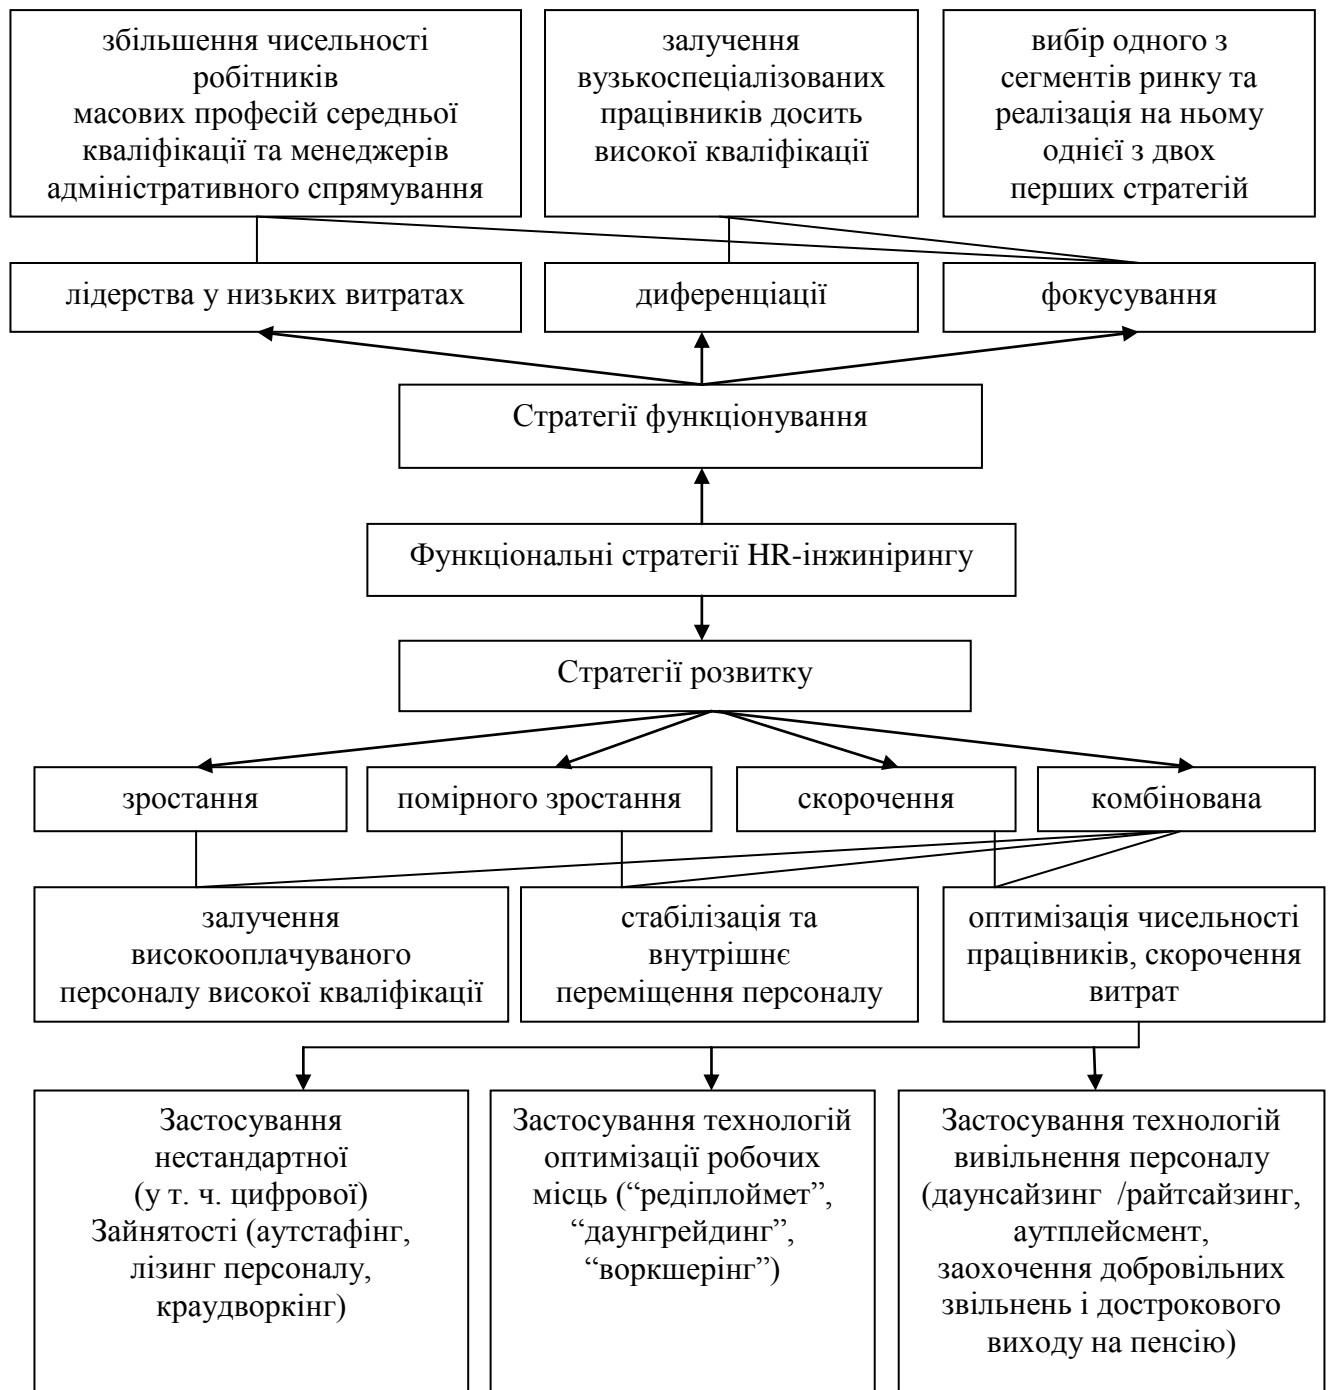 збільшення чисельності
робітників
масових професій середньої
кваліфікації та менеджерів
адміністративного спрямування
залучення
вузькоспеціалізованих
працівників досить
високої кваліфікації
вибір одного з
сегментів ринку та
реалізація на ньому
однієї з двох
перших стратегій
лідерства у низьких витратах
диференціації
фокусування
Стратегії функціонування
Функціональні стратегії HR-інжинірингу
Стратегії розвитку
зростання
помірного зростання
скорочення
комбінована
залучення
високооплачуваного
персоналу високої кваліфікації
стабілізація та
внутрішнє
переміщення персоналу
оптимізація чисельності
працівників, скорочення
витрат
Застосування
нестандартної
(у т. ч. цифрової)
Зайнятості (аутстафінг,
лізинг персоналу,
краудворкінг)
Застосування технологій
оптимізації робочих
місць (“редіплоймет”,
“даунгрейдинг”,
“воркшерінг”)
Застосування технологій
вивільнення персоналу
(даунсайзинг /райтсайзинг,
аутплейсмент,
заохочення добровільних
звільнень і дострокового
виходу на пенсію)